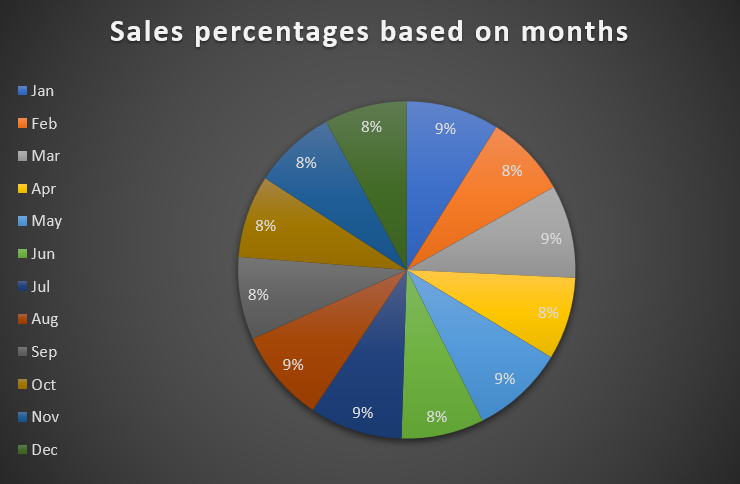 Sales percentages based on months
Jan
Feb
Mar
Apr
May
Jun
Jul
Aug
Sep
Oct
Nov
Dec
9%
8%
9%
8%
9%
8%
9%
9%
8%
8%
8%
8%